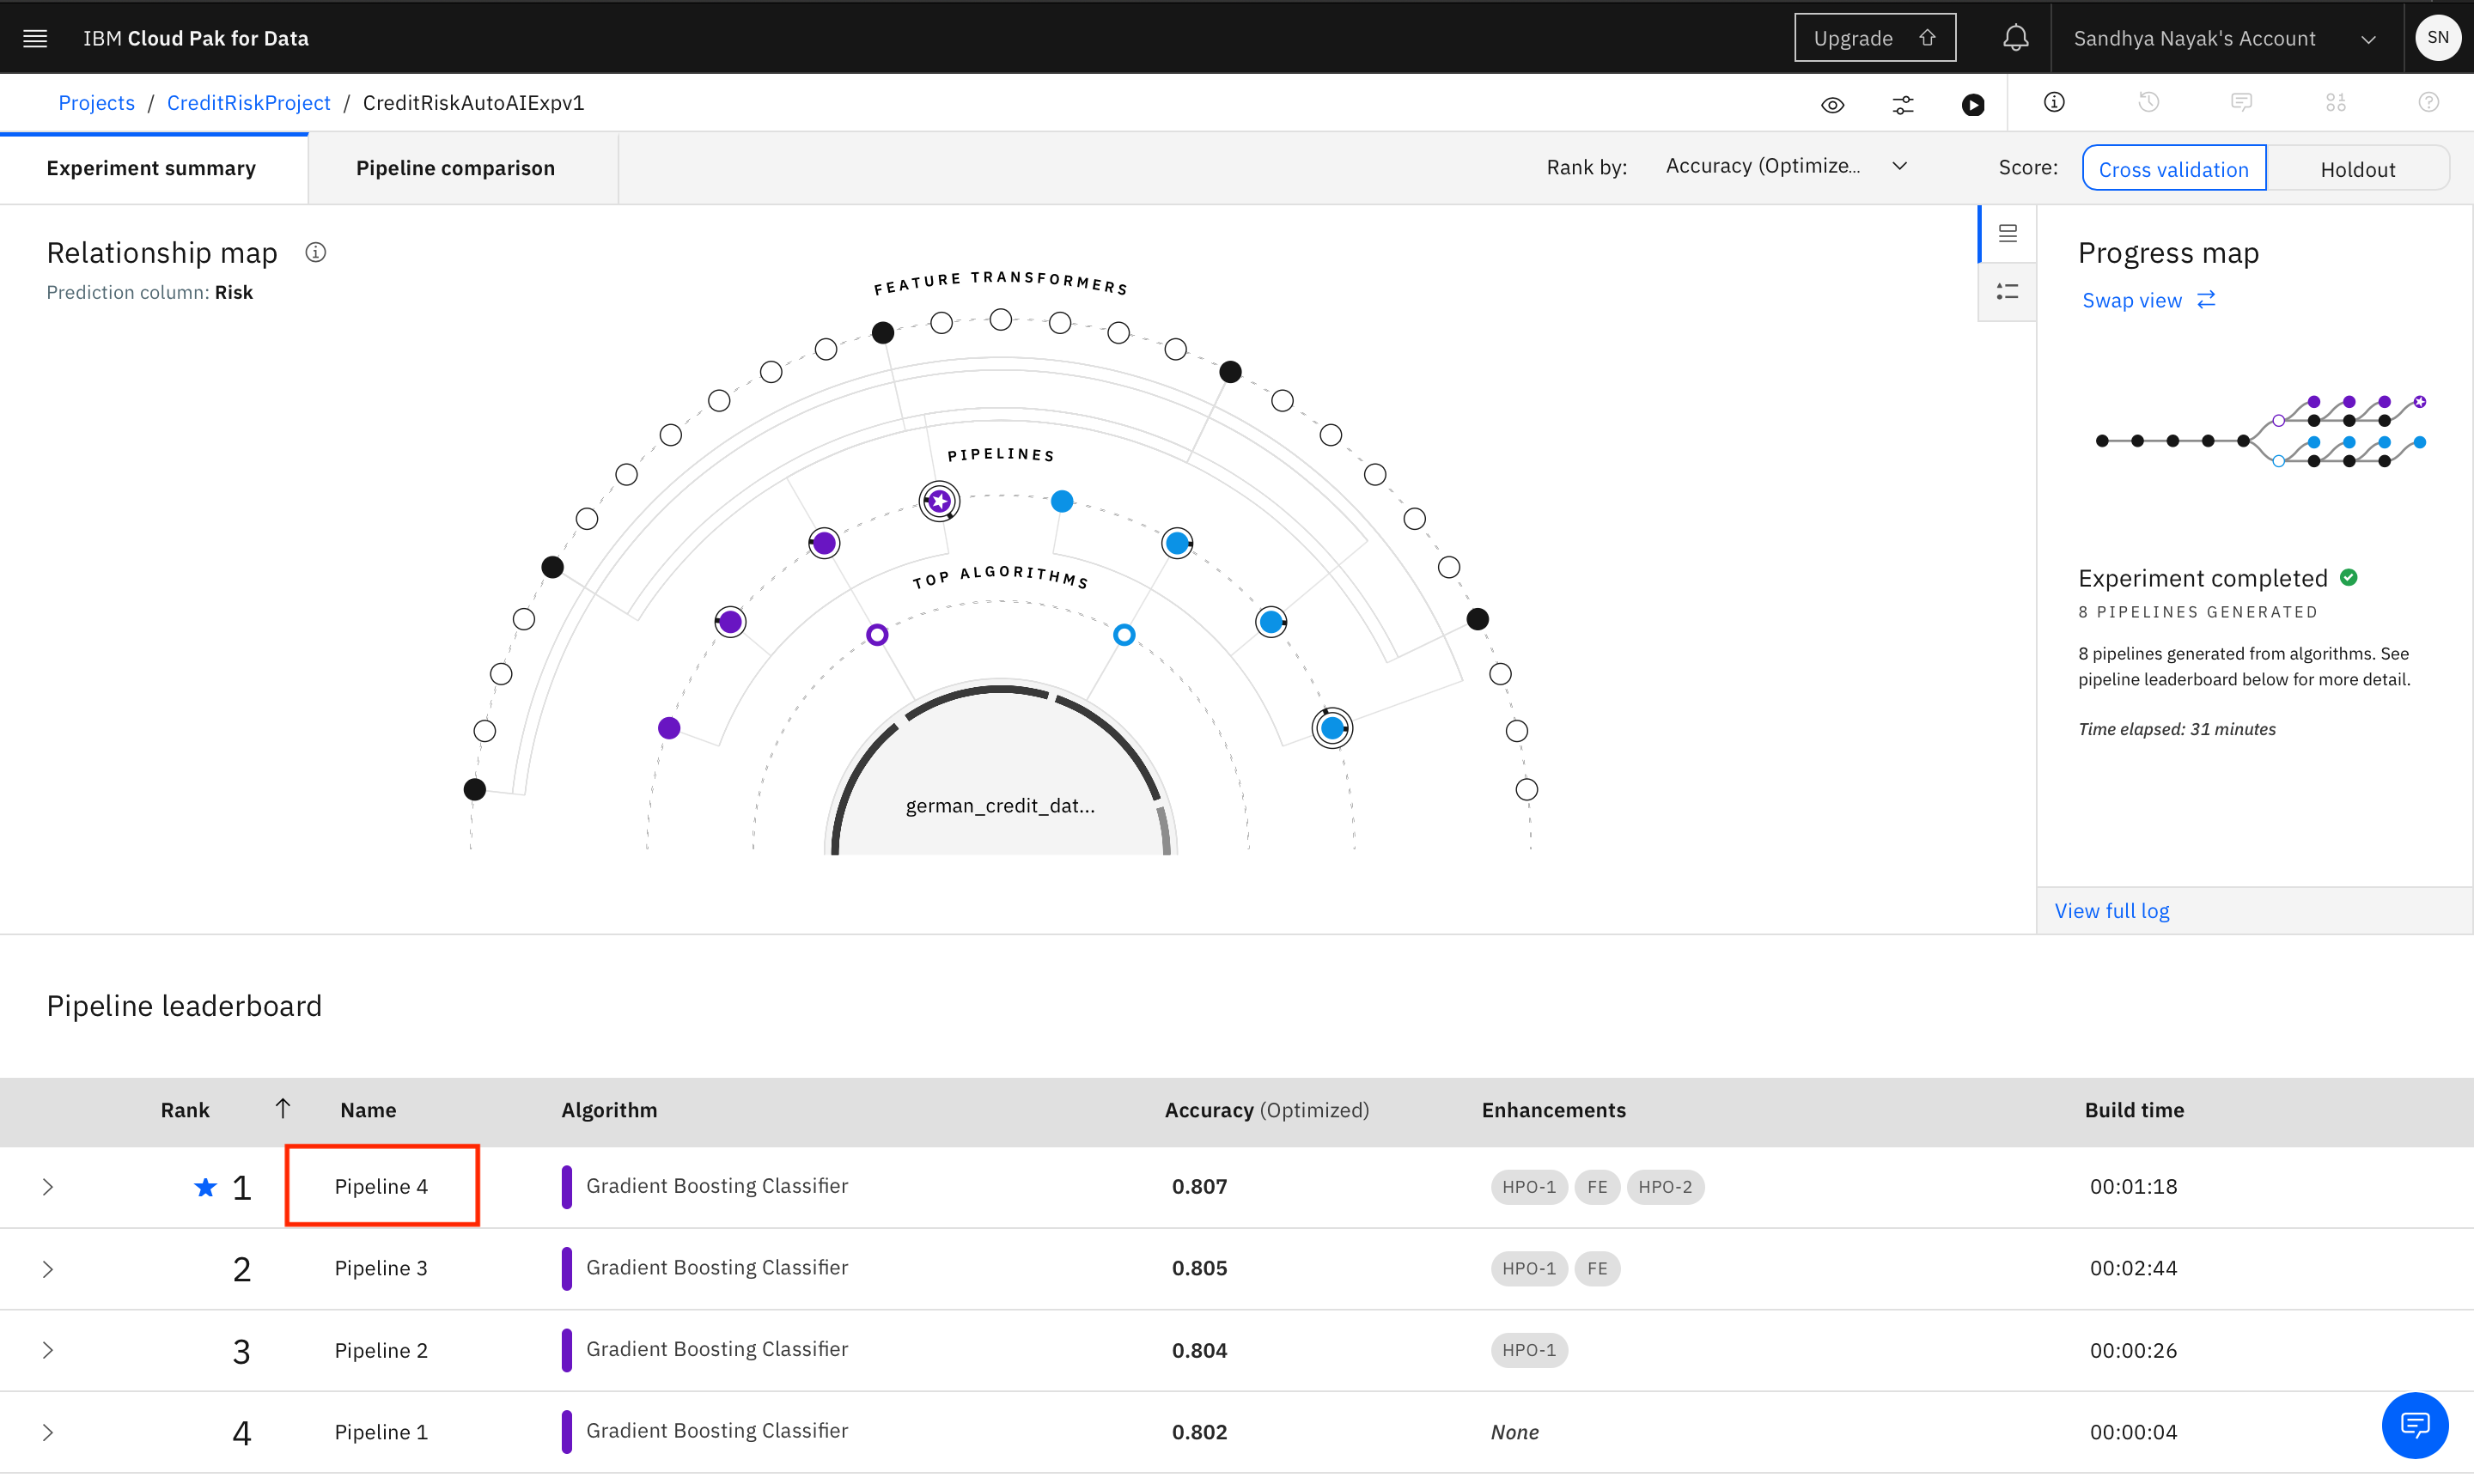 IBM Cloud Pak for Data
Upgrade
Sandhya Nayak's Account
SN
Projects / CreditRiskProject / CreditRiskAutoAIExpv1
Experiment summary
Pipeline comparison
Rank by:
Accuracy (Optimize...
Score:
Cross validation
Holdout
Relationship map
Prediction column: Risk
FEATURE TRANSFORMERS
PIPELINES
TOP ALGORITHMS
german_credit_dat...
Progress map
Swap view
Experiment completed
8 PIPELINES GENERATED
8 pipelines generated from algorithms. See
pipeline leaderboard below for more detail.
Time elapsed: 31 minutes
View full log
Pipeline leaderboard
Rank Name Algorithm Accuracy (Optimized) Enhancements Build time
1 Pipeline 4 Gradient Boosting Classifier 0.807 HPO-1 FE HPO-2 00:01:18
2 Pipeline 3 Gradient Boosting Classifier 0.805 HPO-1 FE 00:02:44
3 Pipeline 2 Gradient Boosting Classifier 0.804 HPO-1 00:00:26
4 Pipeline 1 Gradient Boosting Classifier 0.802 None 00:00:04